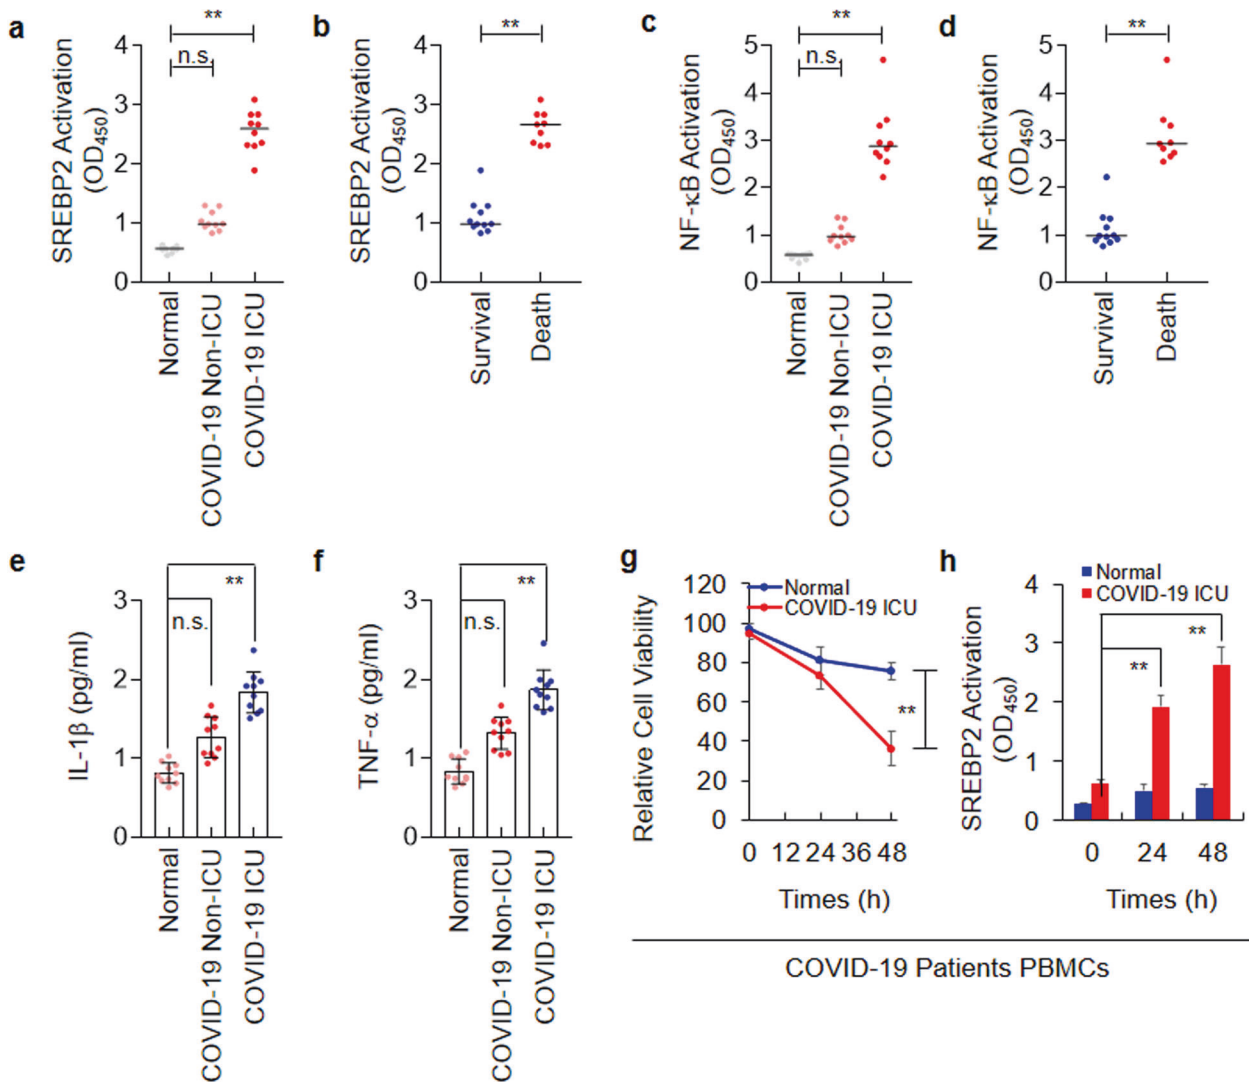 a
**
n.s.
SREBP2 Activation
(OD450)
4
3
2
1
0
Normal
COVID-19 Non-ICU
COVID-19 ICU
b
**
SREBP2 Activation
(OD450)
4
3
2
1
0
Survival
Death
c
**
n.s.
NF-κB Activation
(OD450)
5
4
3
2
1
0
Normal
COVID-19 Non-ICU
COVID-19 ICU
d
**
NF-κB Activation
(OD450)
5
4
3
2
1
0
Survival
Death
e
**
n.s.
IL-1β (pg/ml)
3
2
1
0
Normal
COVID-19 Non-ICU
COVID-19 ICU
f
**
n.s.
TNF-α (pg/ml)
3
2
1
0
Normal
COVID-19 Non-ICU
COVID-19 ICU
g
Normal
COVID-19 ICU
Relative Cell Viability
120
100
80
60
40
20
0
**
0 12 24 36 48
Times (h)
h
Normal
COVID-19 ICU
SREBP2 Activation
(OD450)
4
3
2
1
0
**
**
0 24 48
Times (h)
COVID-19 Patients PBMCs